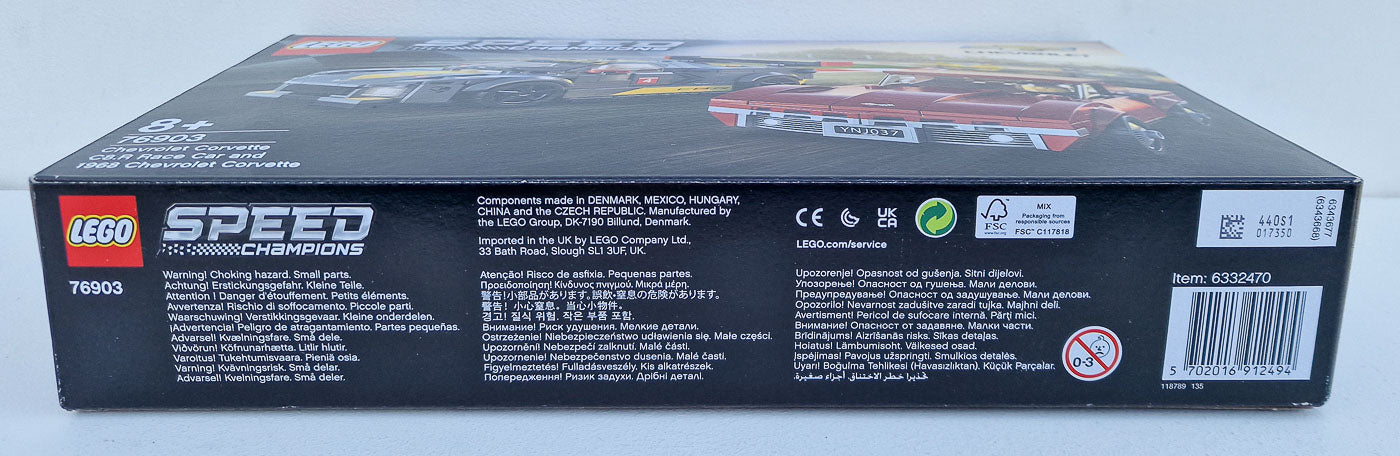 LEGO
SPEED
CHAMPIONS
8+
76903
Chevrolet Corvette
C8.R Race Car and
1968 Chevrolet Corvette
4
YNJ037
CHEVROLET
LEGO
SPEED
CHAMPIONS
76903
Components made in DENMARK, MEXICO, HUNGARY,
CHINA and the CZECH REPUBLIC. Manufactured by
the LEGO Group, DK-7190 Billund, Denmark.
Imported in the UK by LEGO Company Ltd.,
33 Bath Road, Slough SL1 3UF, UK.
CE
UK
CA
LEGO.com/service
FSC
www.fsc.org
MIX
Packaging from
responsible sources
FSC™ C117818
440S1
017350
6343677
(6343666)
Warning! Choking hazard. Small parts.
Achtung! Erstickungsgefahr. Kleine Teile.
Attention ! Danger d'étouffement. Petits éléments.
Avvertenza! Rischio di soffocamento. Piccole parti.
Waarschuwing! Verstikkingsgevaar. Kleine onderdelen.
¡Advertencia! Peligro de atragantamiento. Partes pequeñas.
Advarsel! Kvælningsfare. Små dele.
Viðvörun! Köfnunarhætta. Litlir hlutir.
Varoitus! Tukehtumisvaara. Pieniä osia.
Varning! Kvävningsrisk. Små delar.
Advarsel! Kvelningsfare. Små deler.
Atenção! Risco de asfixia. Pequenas partes.
Προειδοποίηση! Κίνδυνος πνιγμού. Μικρά μέρη.
警告!小部品があります。誤飲・窒息の危険があります。
警告! 小心窒息。当心小物件。
경고! 질식 위험. 작은 부품 포함.
Внимание! Риск удушения. Мелкие детали.
Ostrzeżenie! Niebezpieczeństwo udławienia się. Małe części.
Upozornění! Nebezpečí zalknutí. Malé části.
Upozornenie! Nebezpečenstvo dusenia. Malé časti.
Figyelmeztetés! Fulladásveszély. Kis alkatrészek.
Попередження! Ризик задухи. Дрібні деталі.
Upozorenje! Opasnost od gušenja. Sitni dijelovi.
Упозорење! Опасност од гушења. Мали делови.
Предупредување! Опасност од задушување. Мали делови.
Opozorilo! Nevarnost zadušitve zaradi tujka. Majhni deli.
Avertisment! Pericol de sufocare internă. Părţi mici.
Внимание! Опасност от задавяне. Малки части.
Brīdinājums! Aizrīšanās risks. Sīkas detaļas.
Hoiatus! Lämbumisoht. Väikesed osad.
Įspėjimas! Pavojus užspringti. Smulkios detalės.
Uyarı! Boğulma Tehlikesi (Havasızlıktan). Küçük Parçalar.
تحذير! خطر الاختناق. أجزاء صغيرة.
0-3
Item: 6332470
5 702016 912494
118789 135